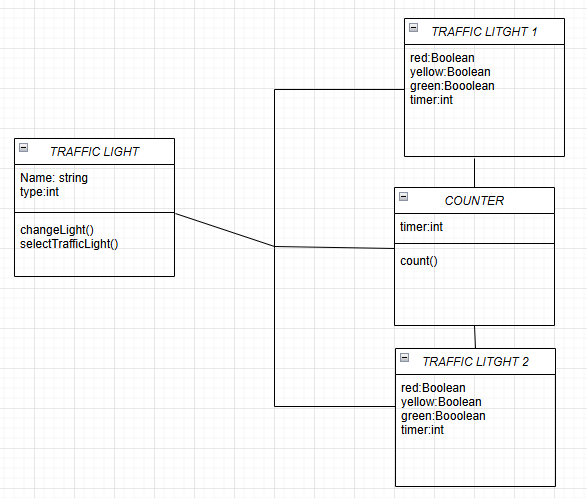 TRAFFIC LITGHT 1
red:Boolean
yellow:Boolean
green:Booolean
timer:int
TRAFFIC LIGHT
Name: string
type:int
changeLight()
selectTrafficLight()
COUNTER
timer:int
count()
TRAFFIC LITGHT 2
red:Boolean
yellow:Boolean
green:Booolean
timer:int